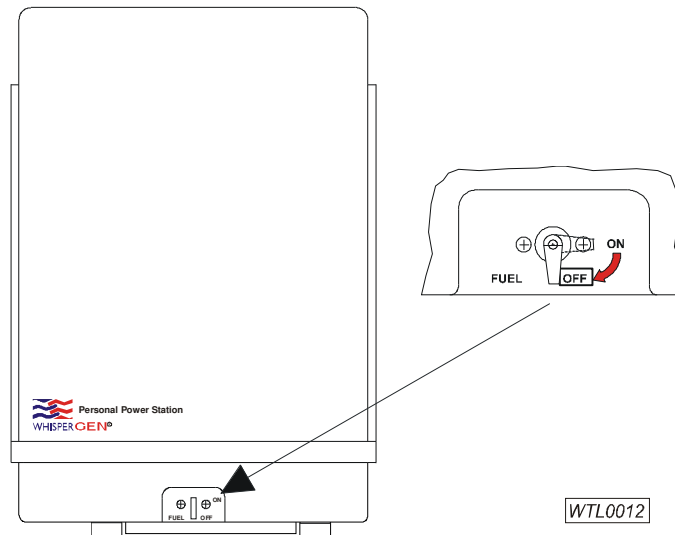 Personal Power Station
WHISPERGEN®
ON
FUEL OFF
ON
FUEL OFF
WTL0012